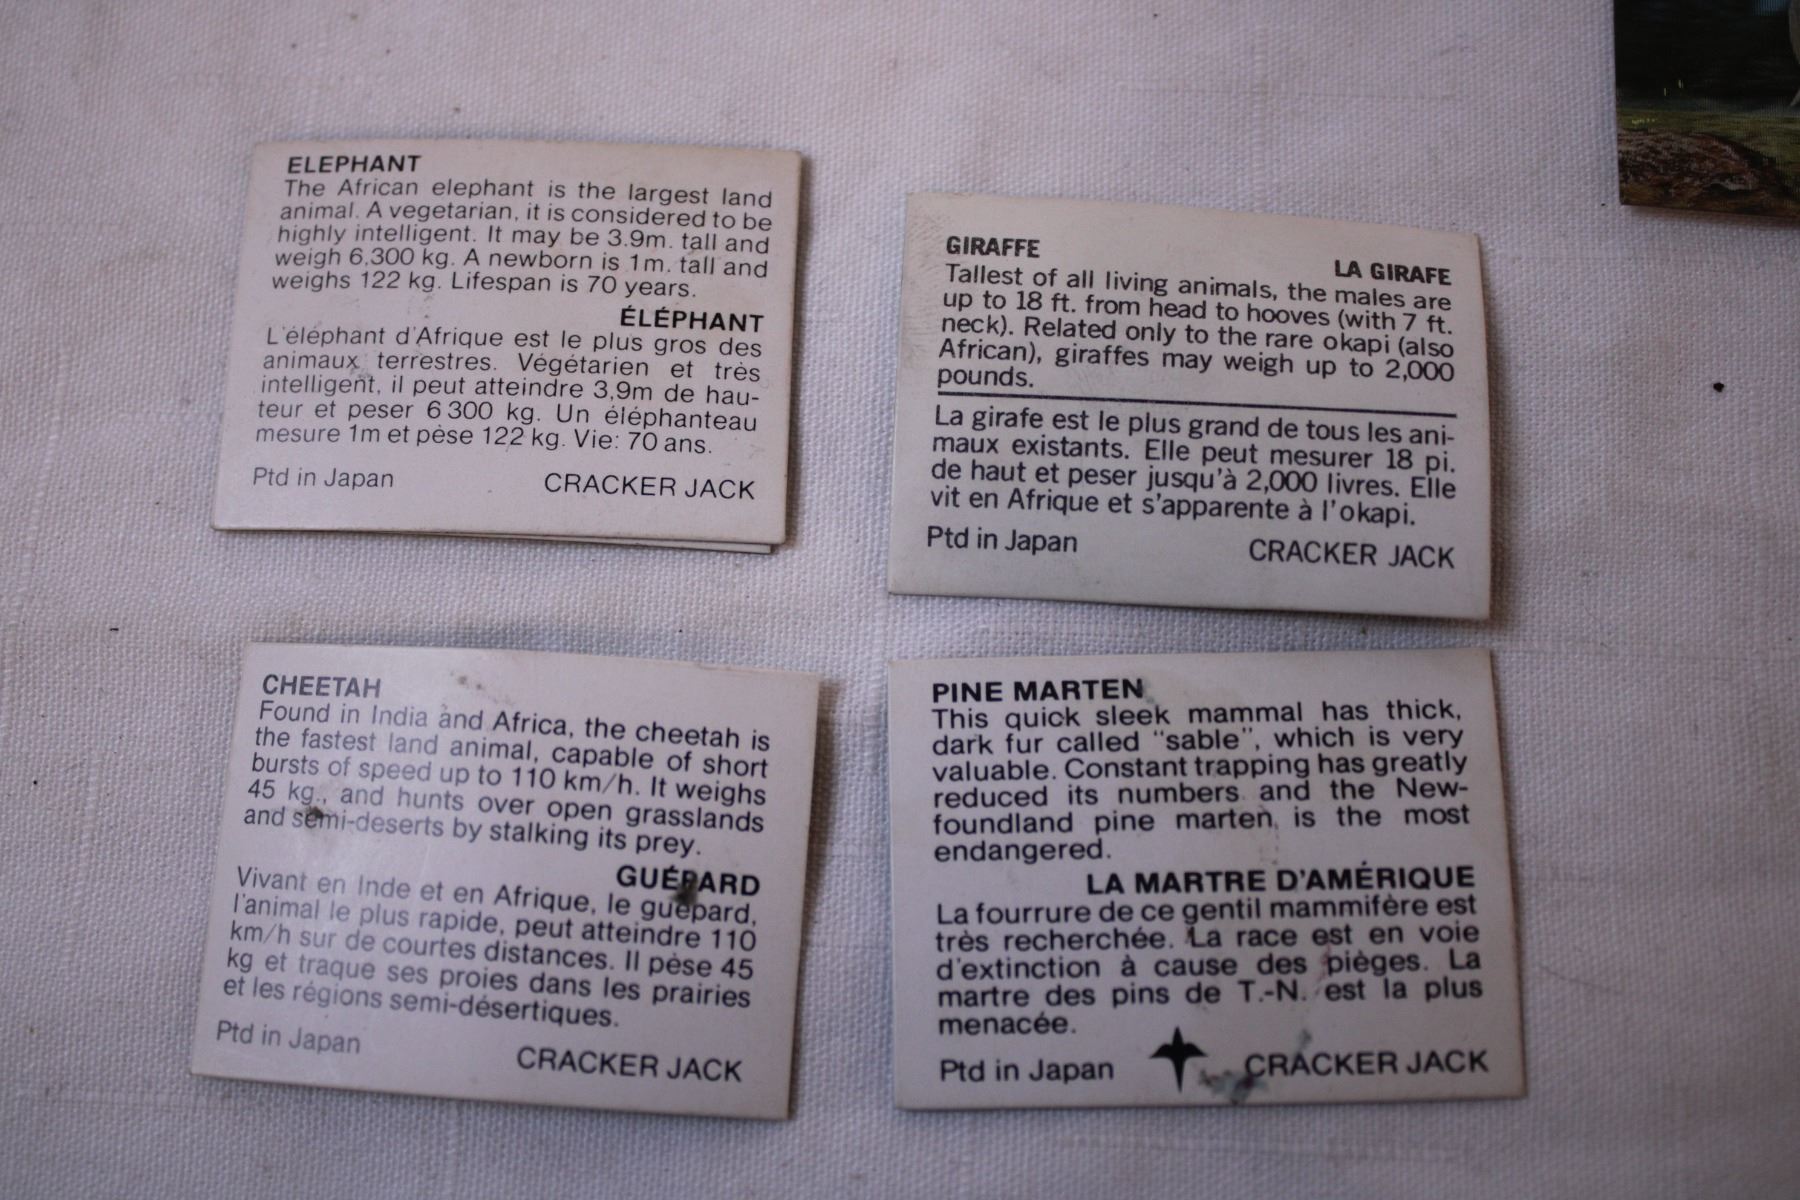 ELEPHANT
The African elephant is the largest land
animal. A vegetarian, it is considered to be
highly intelligent. It may be 3.9m. tall and
weigh 6,300 kg. A newborn is 1m. tall and
weighs 122 kg. Lifespan is 70 years.
ÉLÉPHANT
L'éléphant d'Afrique est le plus gros des
animaux terrestres. Végétarien et très
intelligent, il peut atteindre 3,9m de hau-
teur et peser 6 300 kg. Un éléphanteau
mesure 1m et pèse 122 kg. Vie: 70 ans.
Ptd in Japan CRACKER JACK
GIRAFFE
LA GIRAFE
Tallest of all living animals, the males are
up to 18 ft. from head to hooves (with 7 ft.
neck). Related only to the rare okapi (also
African), giraffes may weigh up to 2,000
pounds.
La girafe est le plus grand de tous les ani-
maux existants. Elle peut mesurer 18 pi.
de haut et peser jusqu'à 2,000 livres. Elle
vit en Afrique et s'apparente à l'okapi.
Ptd in Japan CRACKER JACK
CHEETAH
Found in India and Africa, the cheetah is
the fastest land animal, capable of short
bursts of speed up to 110 km/h. It weighs
45 kg., and hunts over open grasslands
and semi-deserts by stalking its prey.
GUÉPARD
Vivant en Inde et en Afrique, le guépard,
l'animal le plus rapide, peut atteindre 110
km/h sur de courtes distances. Il pèse 45
kg et traque ses proies dans les prairies
et les régions semi-désertiques.
Ptd in Japan CRACKER JACK
PINE MARTEN
This quick sleek mammal has thick,
dark fur called "sable", which is very
valuable. Constant trapping has greatly
reduced its numbers and the New-
foundland pine marten is the most
endangered.
LA MARTRE D'AMÉRIQUE
La fourrure de ce gentil mammifère est
très recherchée. La race est en voie
d'extinction à cause des pièges. La
martre des pins de T.-N. est la plus
menacée.
Ptd in Japan CRACKER JACK